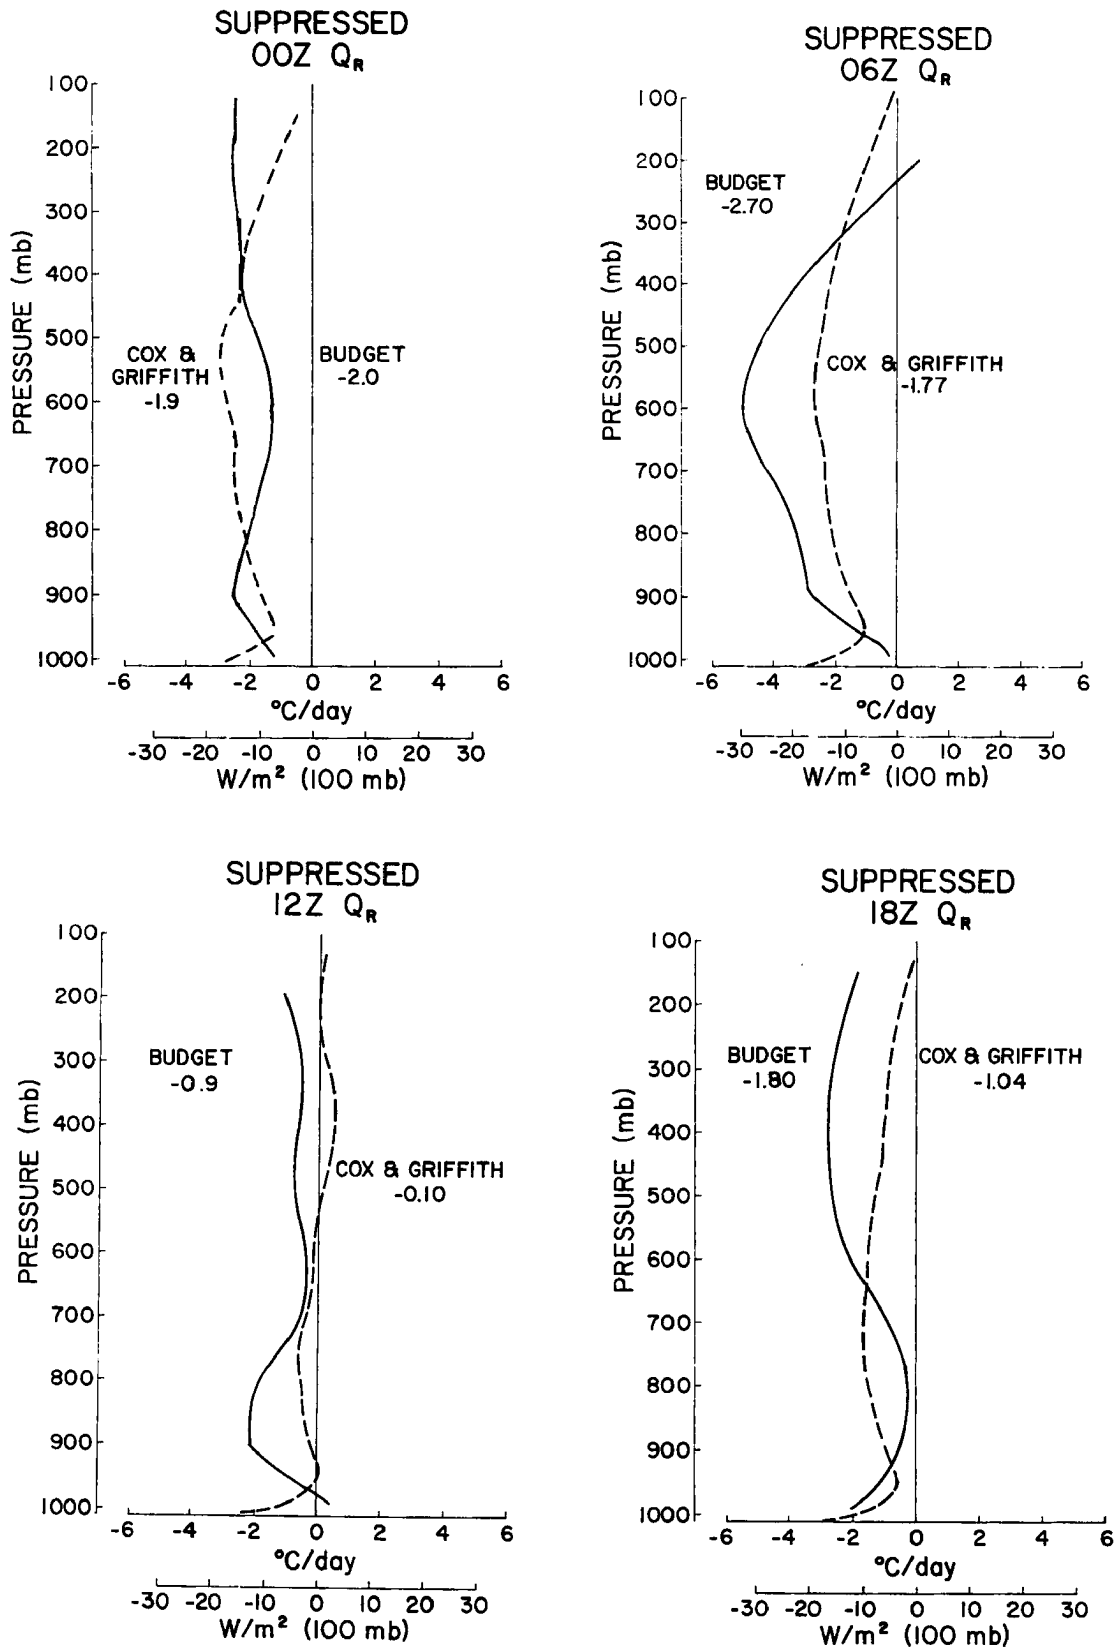 SUPPRESSED
00Z QR
100
200
300
400
500
600
700
800
900
1000
PRESSURE (mb)
COX &
GRIFFITH
-1.9
BUDGET
-2.0
-6 -4 -2 0 2 4 6
°C/day
-30 -20 -10 0 10 20 30
W/m² (100 mb)
SUPPRESSED
06Z QR
100
200
300
400
500
600
700
800
900
1000
PRESSURE (mb)
BUDGET
-2.70
COX & GRIFFITH
-1.77
-6 -4 -2 0 2 4 6
°C/day
-30 -20 -10 0 10 20 30
W/m² (100 mb)
SUPPRESSED
12Z QR
100
200
300
400
500
600
700
800
900
1000
PRESSURE (mb)
BUDGET
-0.9
COX & GRIFFITH
-0.10
-6 -4 -2 0 2 4 6
°C/day
-30 -20 -10 0 10 20 30
W/m² (100 mb)
SUPPRESSED
18Z QR
100
200
300
400
500
600
700
800
900
1000
PRESSURE (mb)
BUDGET
-1.80
COX & GRIFFITH
-1.04
-6 -4 -2 0 2 4 6
°C/day
-30 -20 -10 0 10 20 30
W/m² (100 mb)